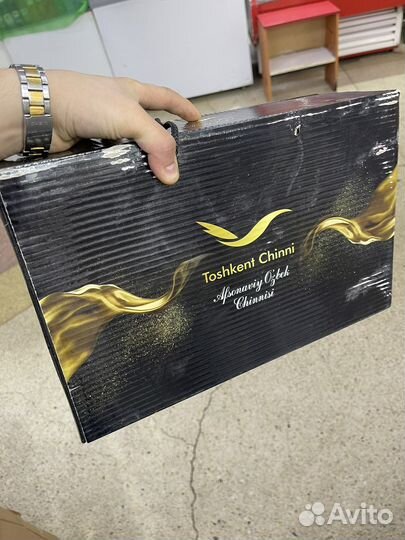 Toshkent Chinni
Afsonaviy O'zbek
Chinnisi
Avito